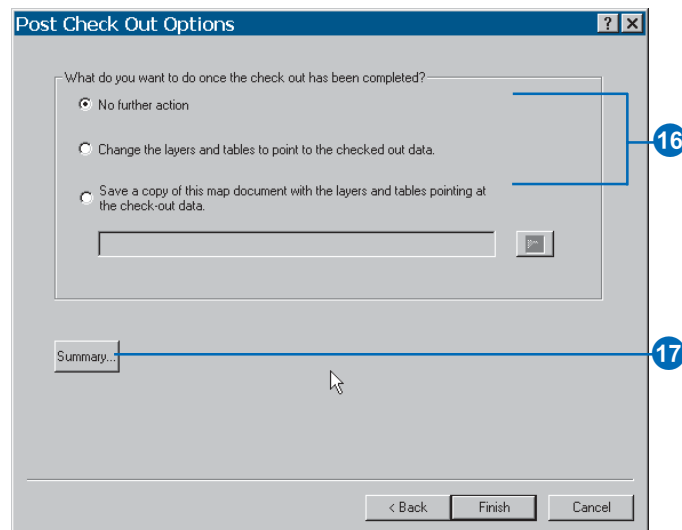 Post Check Out Options
? X
What do you want to do once the check out has been completed?
No further action
16
Change the layers and tables to point to the checked out data.
Save a copy of this map document with the layers and tables pointing at
the check-out data.
Summary...
17
< Back Finish Cancel